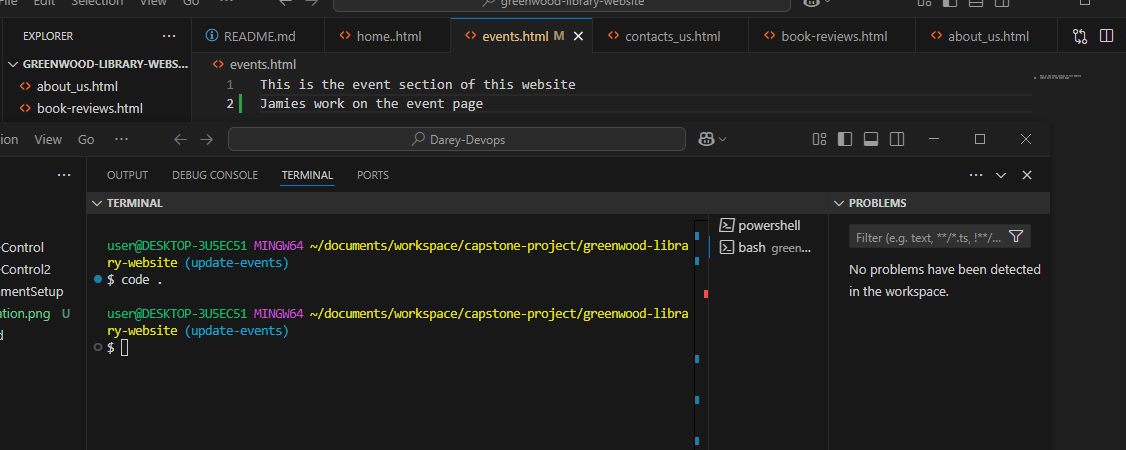 File Edit Selection View Go ...
greenwood-library-website
EXPLORER ...
README.md
home..html
events.html M
contacts_us.html
book-reviews.html
about_us.html
GREENWOOD-LIBRARY-WEBS...
about_us.html
book-reviews.html
events.html
1 This is the event section of this website
2 Jamies work on the event page
View Go ...
Darey-Devops
...
OUTPUT DEBUG CONSOLE TERMINAL PORTS ...
TERMINAL
-Control
-Control2
mentSetup
ation.png U
user@DESKTOP-3U5EC51 MINGW64 ~/documents/workspace/capstone-project/greenwood-libra
ry-website (update-events)
$ code .
user@DESKTOP-3U5EC51 MINGW64 ~/documents/workspace/capstone-project/greenwood-libra
ry-website (update-events)
$
powershell
bash green...
PROBLEMS
Filter (e.g. text, **/*.ts, !**/...
No problems have been detected
in the workspace.